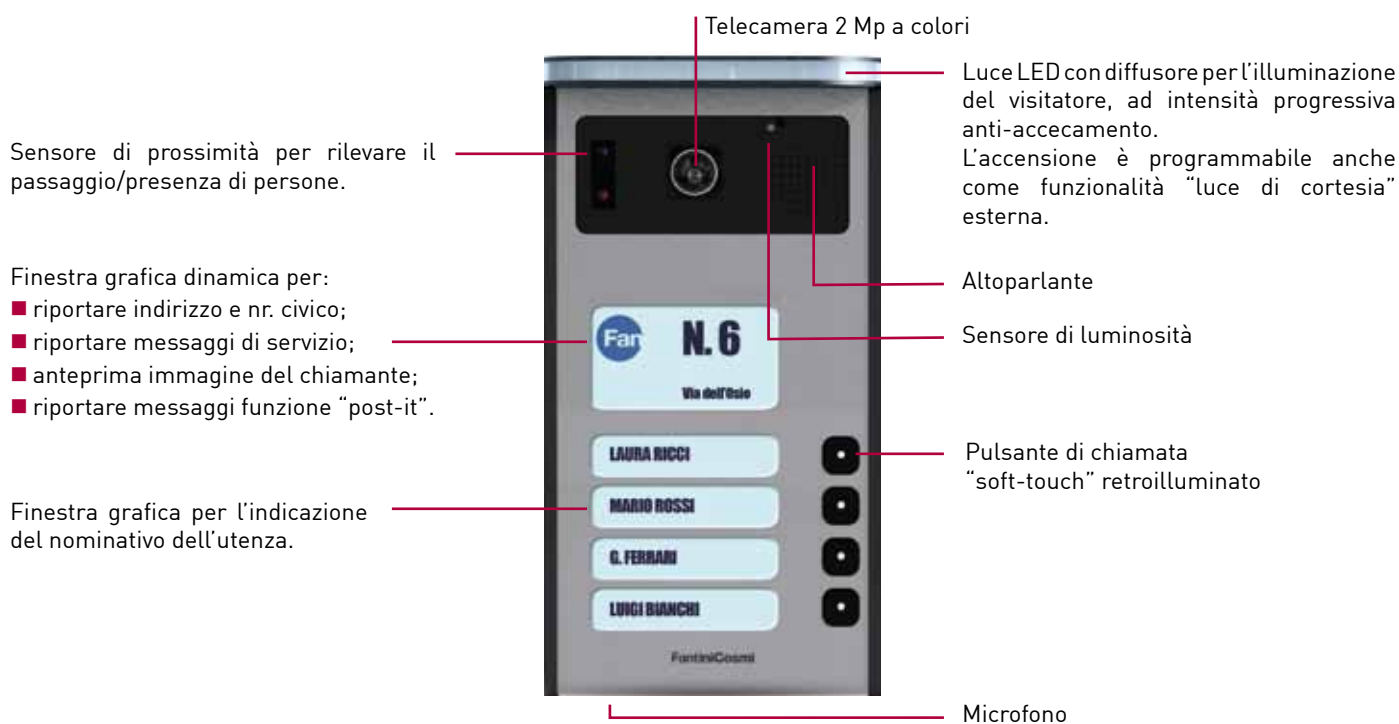 Telecamera 2 Mp a colori
Luce LED con diffusore per l'illuminazione
del visitatore, ad intensità progressiva
anti-accecamento.
L'accensione è programmabile anche
come funzionalità “luce di cortesia”
esterna.
Sensore di prossimità per rilevare il
passaggio/presenza di persone.
Altoparlante
Sensore di luminosità
Finestra grafica dinamica per:
■ riportare indirizzo e nr. civico;
■ riportare messaggi di servizio;
■ anteprima immagine del chiamante;
■ riportare messaggi funzione “post-it”.
Fan
N. 6
Via dell'Osio
LAURA RICCI
MARIO ROSSI
G. FERRARI
LUIGI BIANCHI
Pulsante di chiamata
“soft-touch” retroilluminato
Finestra grafica per l'indicazione
del nominativo dell'utenza.
FantiniCosmi
Microfono